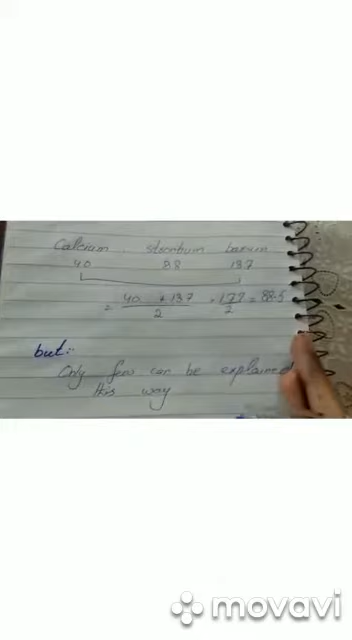 Calcium strontium barium
40 88 137
= 40 + 137 / 2 = 177 / 2 = 88.5
but:-
Only few can be explained
this way
movavi